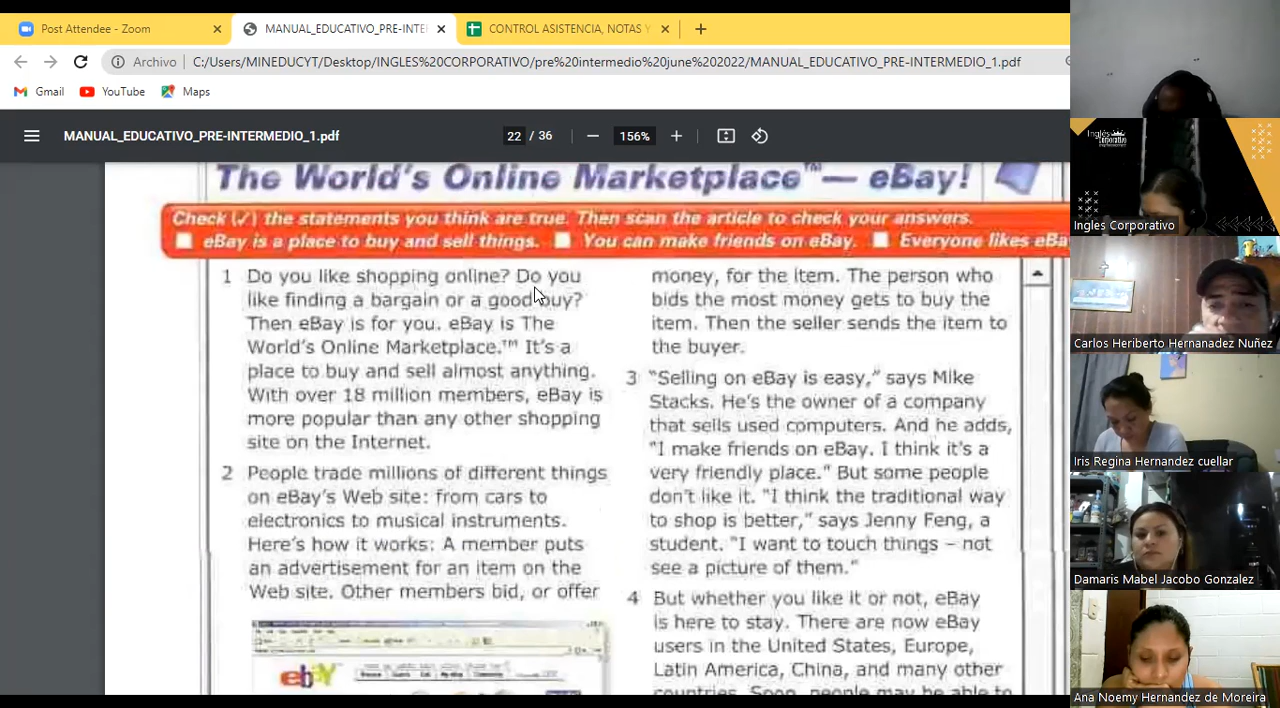 Post Attendee - Zoom
MANUAL_EDUCATIVO_PRE-INTE
CONTROL ASISTENCIA, NOTAS Y
Archivo
C:/Users/MINEDUCYT/Desktop/INGLES%20CORPORATIVO/pre%20intermedio%20june%202022/MANUAL_EDUCATIVO_PRE-INTERMEDIO_1.pdf
Gmail
YouTube
Maps
MANUAL_EDUCATIVO_PRE-INTERMEDIO_1.pdf
22 / 36
156%
The World's Online Marketplace™— eBay!
Check (✓) the statements you think are true. Then scan the article to check your answers.
eBay is a place to buy and sell things.
You can make friends on eBay.
Everyone likes eBa
1 Do you like shopping online? Do you
like finding a bargain or a good buy?
Then eBay is for you. eBay is The
World's Online Marketplace.™ It's a
place to buy and sell almost anything.
With over 18 million members, eBay is
more popular than any other shopping
site on the Internet.
2 People trade millions of different things
on eBay's Web site: from cars to
electronics to musical instruments.
Here's how it works: A member puts
an advertisement for an item on the
Web site. Other members bid, or offer
ebay
money, for the item. The person who
bids the most money gets to buy the
item. Then the seller sends the item to
the buyer.
3 "Selling on eBay is easy," says Mike
Stacks. He's the owner of a company
that sells used computers. And he adds,
"I make friends on eBay. I think it's a
very friendly place." But some people
don't like it. "I think the traditional way
to shop is better," says Jenny Feng, a
student. "I want to touch things – not
see a picture of them."
4 But whether you like it or not, eBay
is here to stay. There are now eBay
users in the United States, Europe,
Latin America, China, and many other
countries. Soon, people may be able to
Inglés
Corporativo
Ingles Corporativo
Carlos Heriberto Hernanadez Nuñez
Iris Regina Hernandez cuellar
Damaris Mabel Jacobo Gonzalez
Ana Noemy Hernandez de Moreira